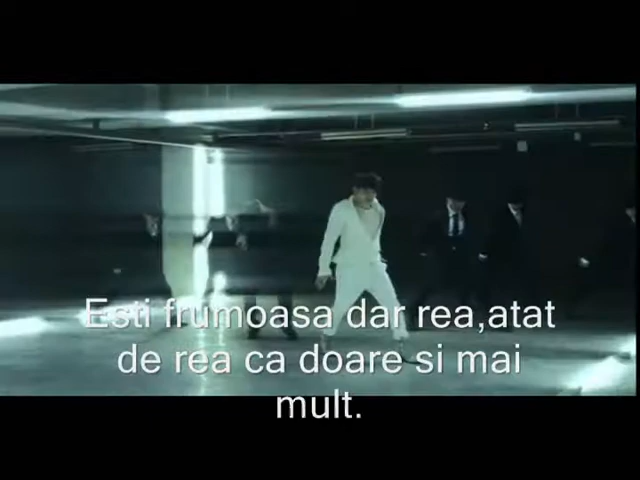 Esti frumoasa dar rea,atat
de rea ca doare si mai
mult.